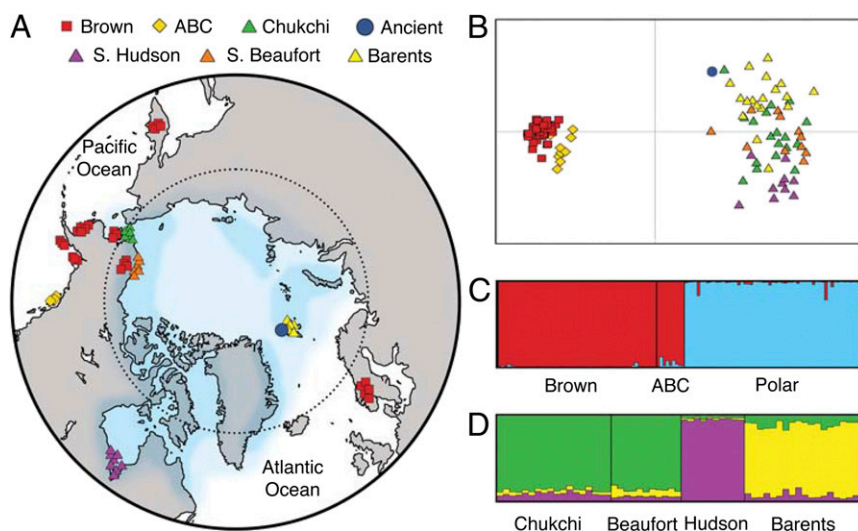 A
Brown ABC Chukchi Ancient
S. Hudson S. Beaufort Barents
Pacific
Ocean
Atlantic
Ocean
B
C
Brown ABC Polar
D
Chukchi Beaufort Hudson Barents